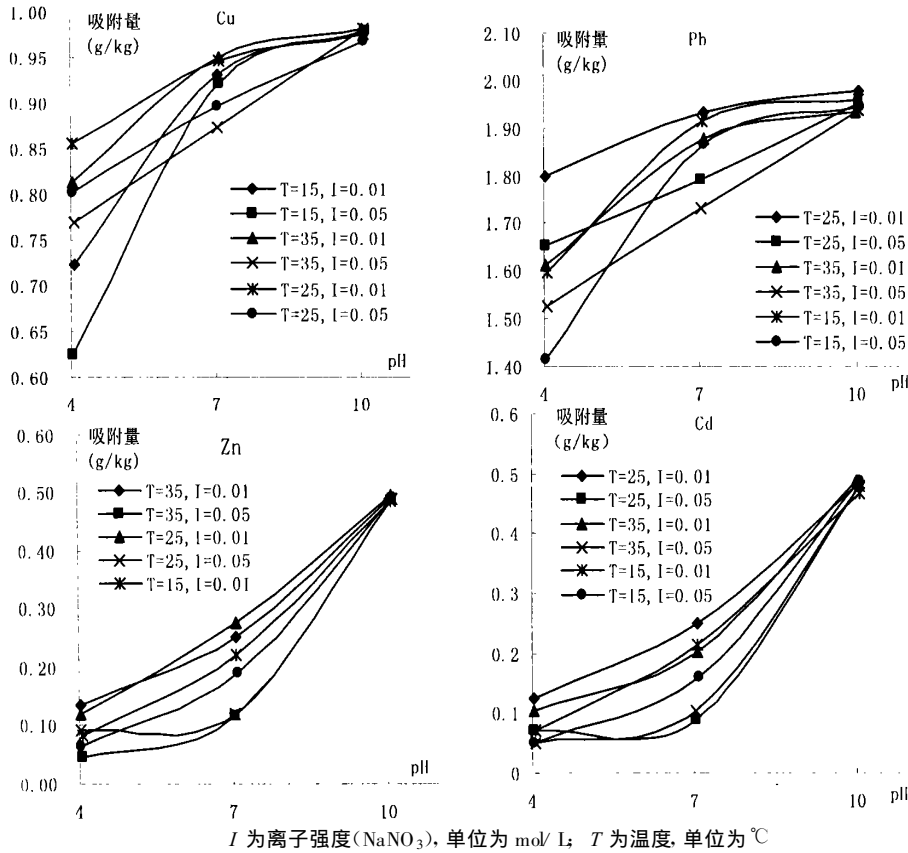 Cu
吸附量
(g/kg)
1.00
0.95
0.90
0.85
0.80
0.75
0.70
0.65
0.60
T=15, I=0.01
T=15, I=0.05
T=35, I=0.01
T=35, I=0.05
T=25, I=0.01
T=25, I=0.05
pH
4
7
10
Pb
吸附量
(g/kg)
2.10
2.00
1.90
1.80
1.70
1.60
1.50
1.40
T=25, I=0.01
T=25, I=0.05
T=35, I=0.01
T=35, I=0.05
T=15, I=0.01
T=15, I=0.05
pH
4
7
10
Zn
吸附量
(g/kg)
0.60
0.50
0.40
0.30
0.20
0.10
0.00
T=35, I=0.01
T=35, I=0.05
T=25, I=0.01
T=25, I=0.05
T=15, I=0.01
pH
4
7
10
Cd
吸附量
(g/kg)
0.6
0.5
0.4
0.3
0.2
0.1
0
T=25, I=0.01
T=25, I=0.05
T=35, I=0.01
T=35, I=0.05
T=15, I=0.01
T=15, I=0.05
pH
4
7
10
I 为离子强度(NaNO₃), 单位为 mol/ L; T 为温度, 单位为 ℃